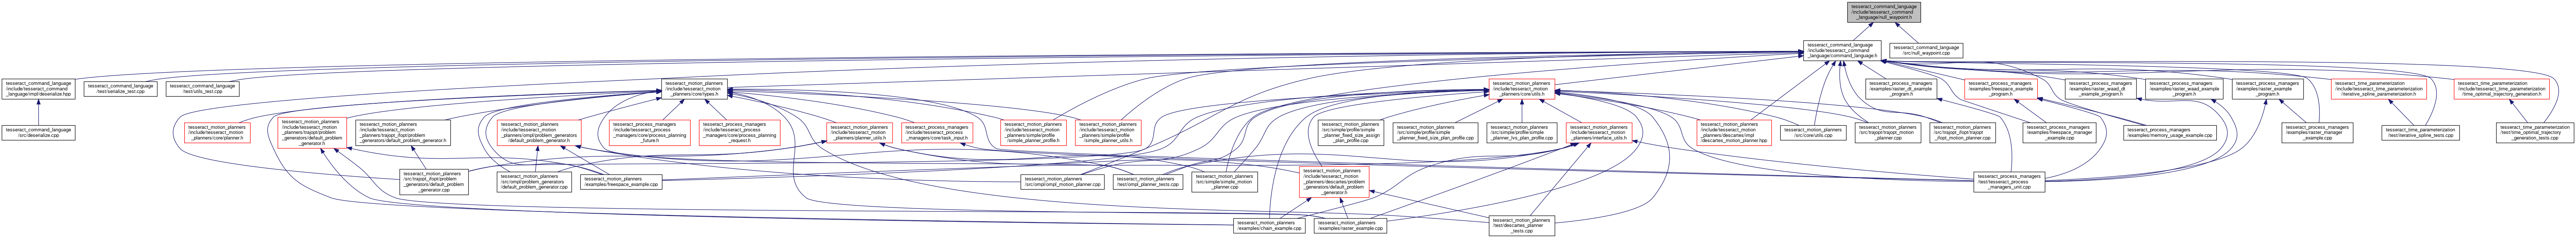 tesseract_command_language
/include/tesseract_command
_language/null_waypoint.h
tesseract_command_language
/include/tesseract_command
_language/command_language.h
tesseract_command_language
/src/null_waypoint.cpp
tesseract_command_language
/include/tesseract_command
_language/impl/deserialize.hpp
tesseract_command_language
/test/serialize_test.cpp
tesseract_command_language
/test/utils_test.cpp
tesseract_motion_planners
/include/tesseract_motion
_planners/core/types.h
tesseract_motion_planners
/include/tesseract_motion
_planners/core/utils.h
tesseract_process_managers
/examples/raster_dt_example
_program.h
tesseract_process_managers
/examples/freespace_example
_program.h
tesseract_process_managers
/examples/raster_waad_dt
_example_program.h
tesseract_process_managers
/examples/raster_waad_example
_program.h
tesseract_process_managers
/examples/raster_example
_program.h
tesseract_time_parameterization
/include/tesseract_time_parameterization
/iterative_spline_parameterization.h
tesseract_time_parameterization
/include/tesseract_time_parameterization
/time_optimal_trajectory_generation.h
tesseract_command_language
/src/deserialize.cpp
tesseract_motion_planners
/include/tesseract_motion
_planners/core/planner.h
tesseract_motion_planners
/include/tesseract_motion
_planners/trajopt/problem
_generators/default_problem
_generator.h
tesseract_motion_planners
/include/tesseract_motion
_planners/trajopt_ifopt/problem
_generators/default_problem_generator.h
tesseract_motion_planners
/include/tesseract_motion
_planners/ompl/problem_generators
/default_problem_generator.h
tesseract_process_managers
/include/tesseract_process
_managers/core/process_planning
_future.h
tesseract_process_managers
/include/tesseract_process
_managers/core/process_planning
_request.h
tesseract_motion_planners
/include/tesseract_motion
_planners/planner_utils.h
tesseract_process_managers
/include/tesseract_process
_managers/core/task_input.h
tesseract_motion_planners
/include/tesseract_motion
_planners/simple/profile
/simple_planner_profile.h
tesseract_motion_planners
/include/tesseract_motion
_planners/simple/profile
/simple_planner_utils.h
tesseract_motion_planners
/src/simple/profile/simple
_planner_fixed_size_assign
_plan_profile.cpp
tesseract_motion_planners
/src/simple/profile/simple
_planner_fixed_size_plan_profile.cpp
tesseract_motion_planners
/src/simple/profile/simple
_planner_lvs_plan_profile.cpp
tesseract_motion_planners
/include/tesseract_motion
_planners/interface_utils.h
tesseract_motion_planners
/include/tesseract_motion
_planners/descartes/impl
/descartes_motion_planner.hpp
tesseract_motion_planners
/src/core/utils.cpp
tesseract_motion_planners
/src/trajopt/trajopt_motion
_planner.cpp
tesseract_motion_planners
/src/trajopt_ifopt/trajopt
_ifopt_motion_planner.cpp
tesseract_process_managers
/examples/freespace_manager
_example.cpp
tesseract_process_managers
/examples/memory_usage_example.cpp
tesseract_process_managers
/examples/raster_manager
_example.cpp
tesseract_time_parameterization
/test/iterative_spline_tests.cpp
tesseract_time_parameterization
/test/time_optimal_trajectory
_generation_tests.cpp
tesseract_motion_planners
/src/trajopt_ifopt/problem
_generators/default_problem
_generator.cpp
tesseract_motion_planners
/src/ompl/problem_generators
/default_problem_generator.cpp
tesseract_motion_planners
/examples/freespace_example.cpp
tesseract_motion_planners
/src/ompl/ompl_motion_planner.cpp
tesseract_motion_planners
/test/ompl_planner_tests.cpp
tesseract_motion_planners
/src/simple/simple_motion
_planner.cpp
tesseract_motion_planners
/include/tesseract_motion
_planners/descartes/problem
_generators/default_problem
_generator.h
tesseract_process_managers
/test/tesseract_process
_managers_unit.cpp
tesseract_motion_planners
/examples/chain_example.cpp
tesseract_motion_planners
/examples/raster_example.cpp
tesseract_motion_planners
/test/descartes_planner
_tests.cpp